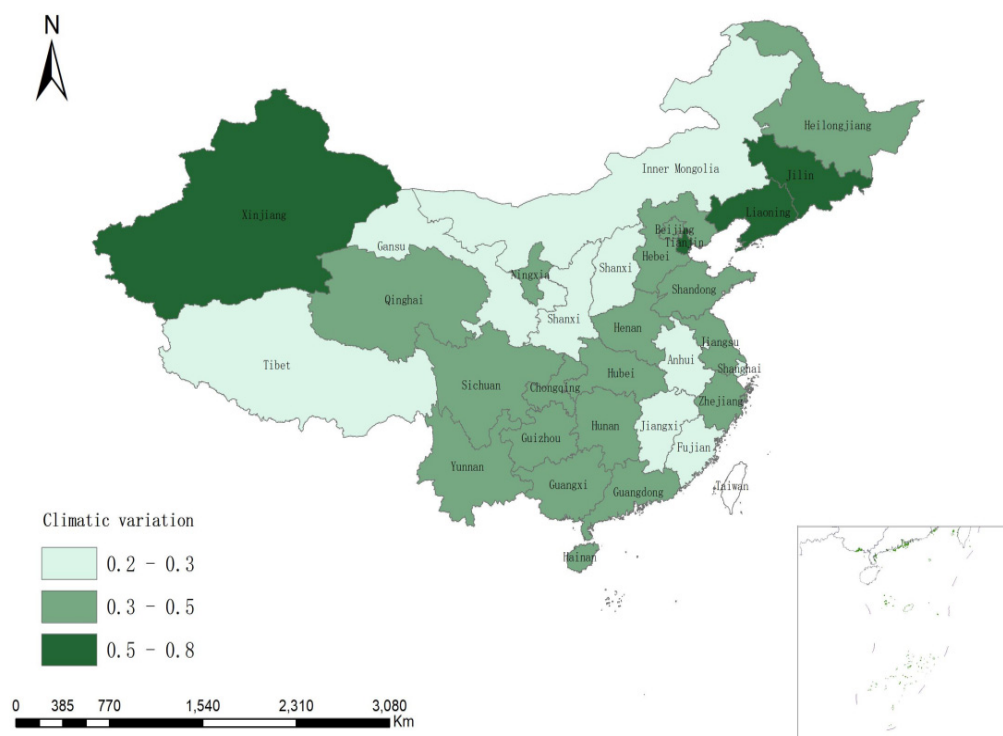 N
Heilongjiang
Jilin
Inner Mongolia
Liaoning
Xinjiang
Beijing
Tianjin
Gansu
Hebei
Shanxi
Ningxia
Shandong
Qinghai
Shanxi
Henan
Jiangsu
Tibet
Anhui
Shanghai
Hubei
Sichuan
Chongqing
Zhejiang
Hunan
Jiangxi
Guizhou
Fujian
Yunnan
Guangxi
Guangdong
Taiwan
Hainan
Climatic variation
0.2 - 0.3
0.3 - 0.5
0.5 - 0.8
0 385 770 1,540 2,310 3,080
Km